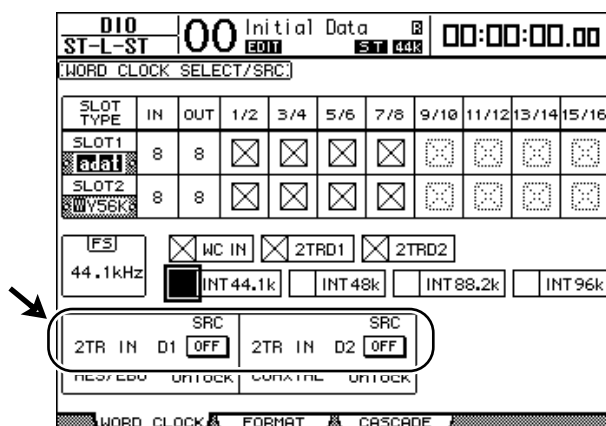 DIO 00 Initial Data R 00:00:00.00
ST-L-ST EDIT ST 44k
WORD CLOCK SELECT/SRC
SLOT TYPE IN OUT 1/2 3/4 5/6 7/8 9/10 11/12 13/14 15/16
SLOT1 adat 8 8
SLOT2 Y56K 8 8
FS WC IN 2TRD1 2TRD2
44.1kHz INT44.1k INT48k INT88.2k INT96k
SRC SRC
2TR IN D1 OFF 2TR IN D2 OFF
AES/EBU Unlock COAXIAL Unlock
WORD CLOCK FORMAT CASCADE